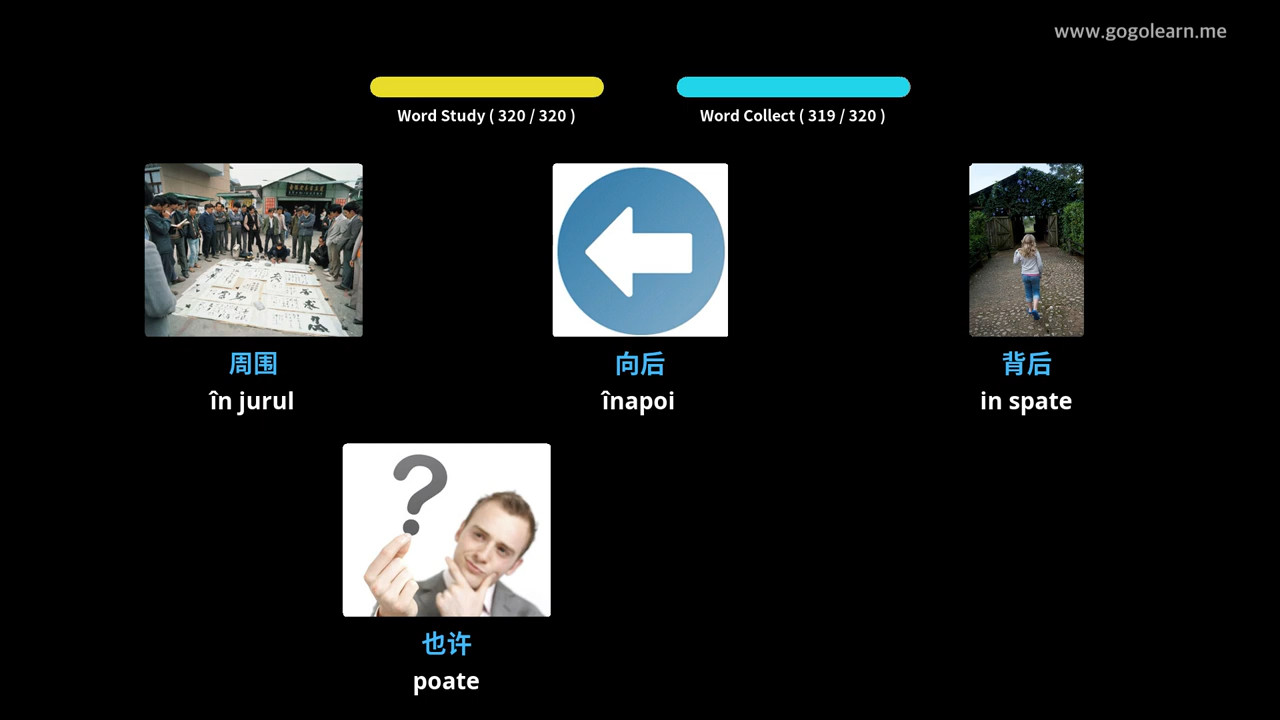 www.gogolearn.me
Word Study ( 320 / 320 )
Word Collect ( 319 / 320 )
周围
în jurul
向后
înapoi
背后
in spate
也许
poate